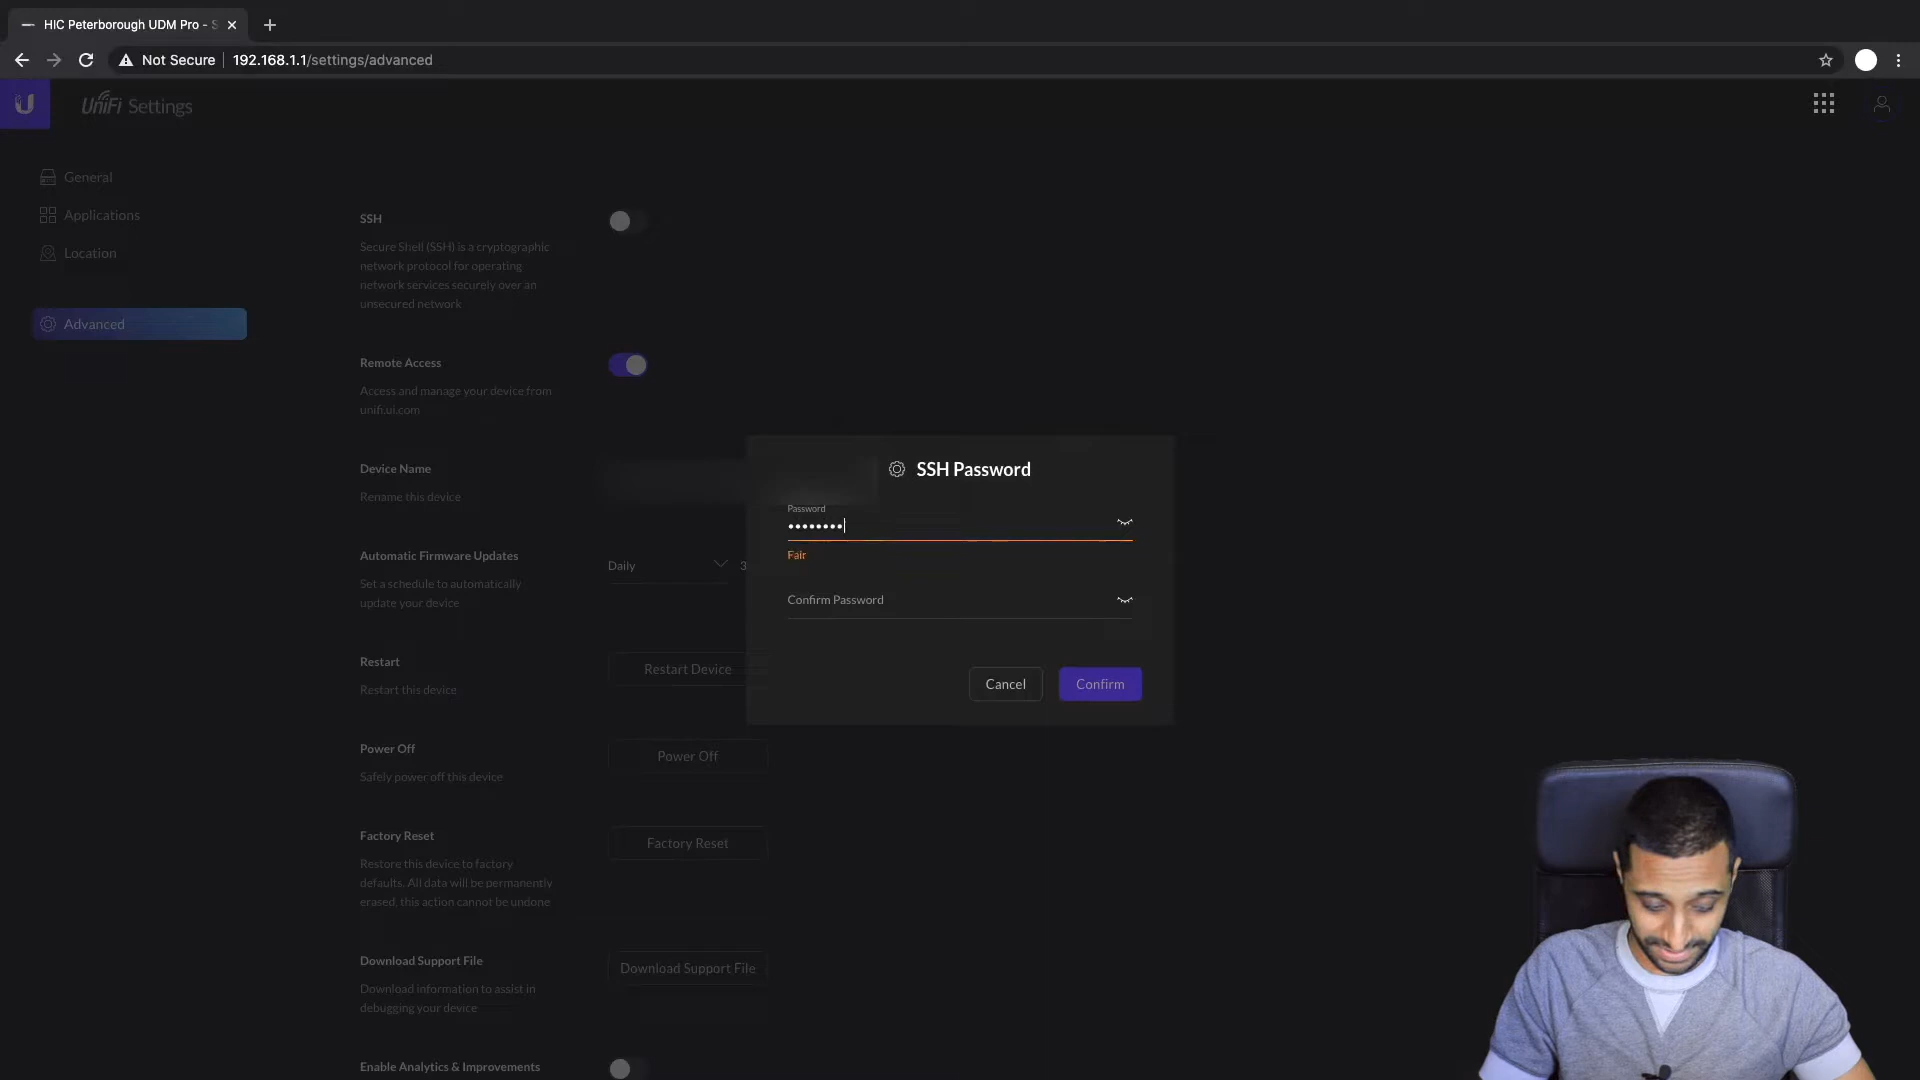 HIC Peterborough UDM Pro - S
Not Secure
192.168.1.1/settings/advanced
UniFi Settings
General
Applications
Location
Advanced
SSH
Secure Shell (SSH) is a cryptographic
network protocol for operating
network services securely over an
unsecured network
Remote Access
Access and manage your device from
unifi.ui.com
Device Name
Rename this device
Automatic Firmware Updates
Set a schedule to automatically
update your device
Daily
3
Restart
Restart this device
Restart Device
Power Off
Safely power off this device
Power Off
Factory Reset
Restore this device to factory
defaults. All data will be permanently
erased, this action cannot be undone
Factory Reset
Download Support File
Download information to assist in
debugging your device
Download Support File
Enable Analytics & Improvements
SSH Password
Password
••••••••
Fair
Confirm Password
Cancel
Confirm